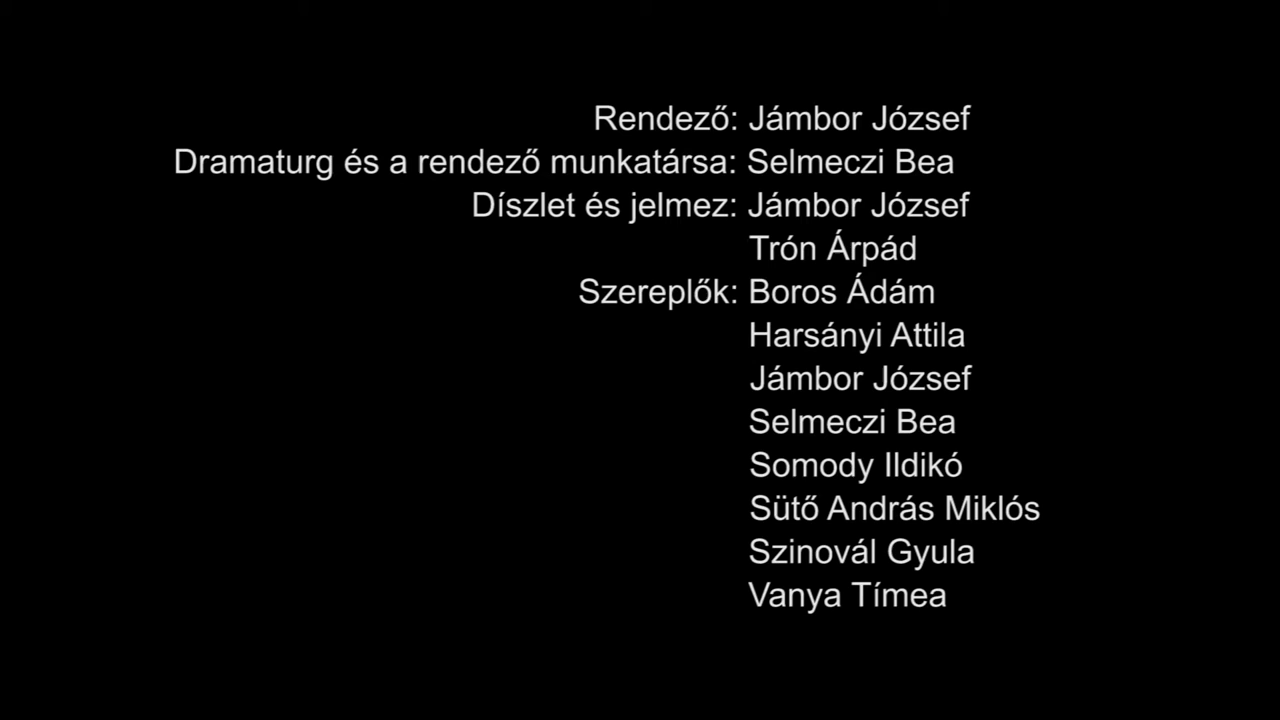 Rendező: Jámbor József
Dramaturg és a rendező munkatársa: Selmeczi Bea
Díszlet és jelmez: Jámbor József
Trón Árpád
Szereplők: Boros Ádám
Harsányi Attila
Jámbor József
Selmeczi Bea
Somody Ildikó
Sütő András Miklós
Szinovál Gyula
Vanya Tímea